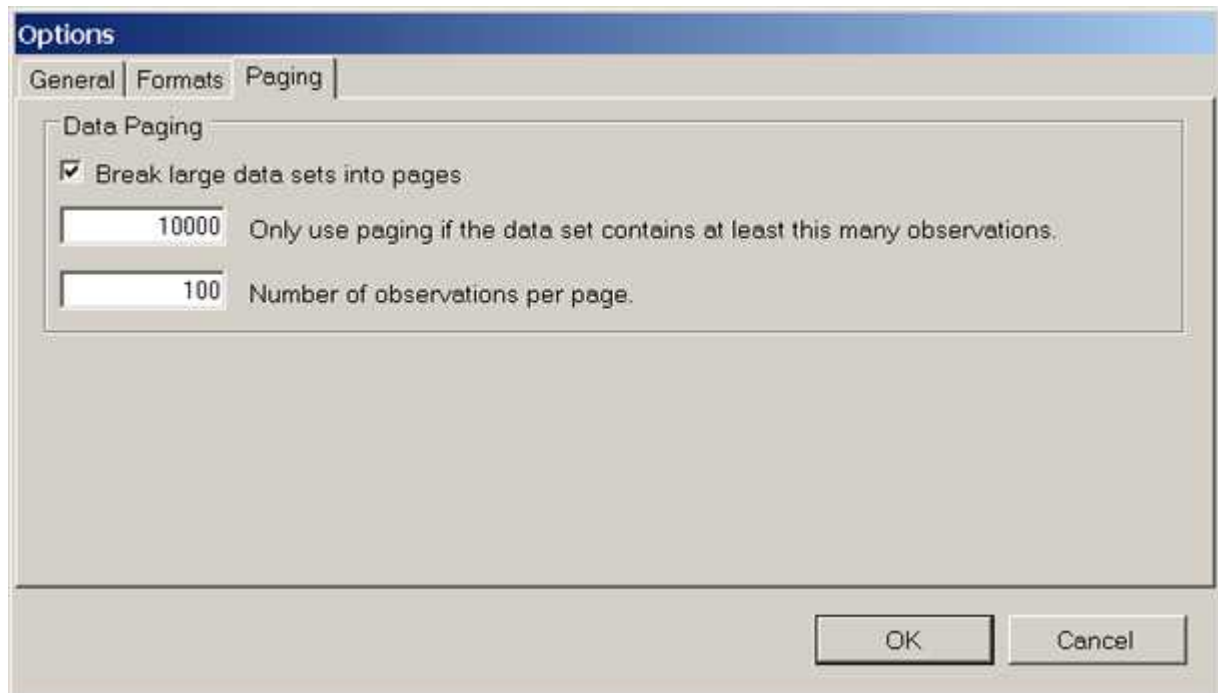 Options
General Formats Paging
Data Paging
Break large data sets into pages
10000 Only use paging if the data set contains at least this many observations.
100 Number of observations per page.
OK Cancel